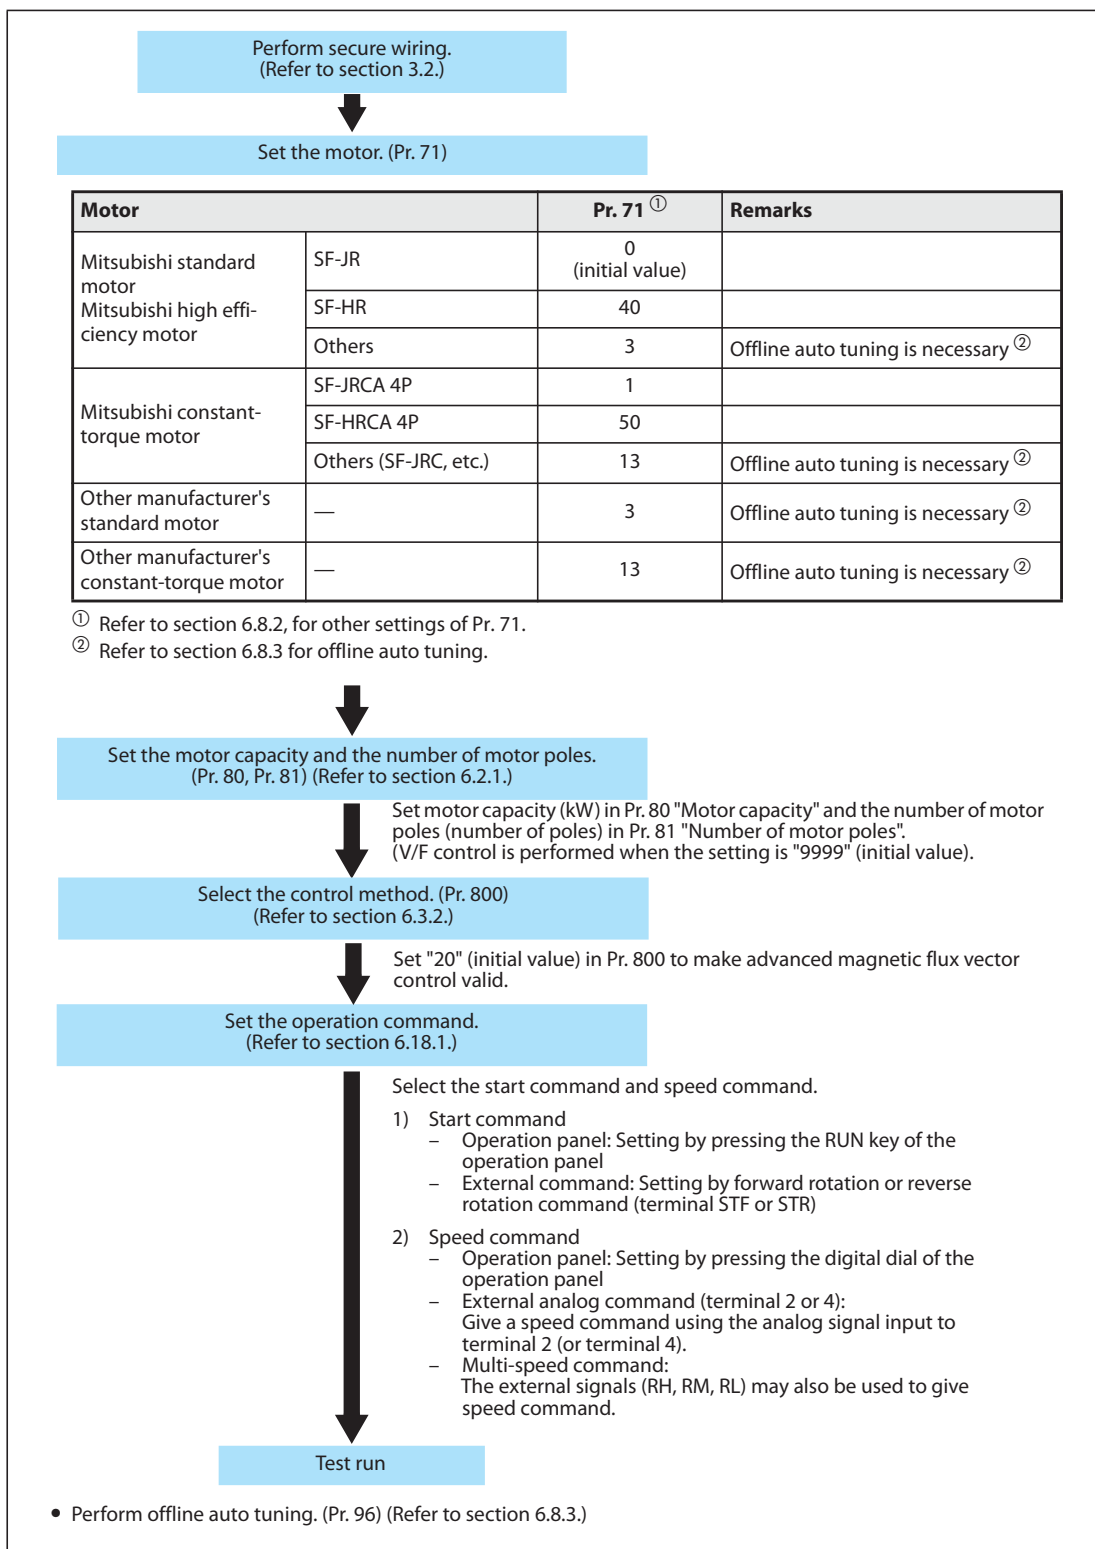 Perform secure wiring.
(Refer to section 3.2.)
Set the motor. (Pr. 71)
Motor Pr. 71 ① Remarks
Mitsubishi standard
motor
Mitsubishi high effi-
ciency motor
SF-JR 0
(initial value)
SF-HR 40
Others 3 Offline auto tuning is necessary ②
Mitsubishi constant-
torque motor
SF-JRCA 4P 1
SF-HRCA 4P 50
Others (SF-JRC, etc.) 13 Offline auto tuning is necessary ②
Other manufacturer's
standard motor
— 3 Offline auto tuning is necessary ②
Other manufacturer's
constant-torque motor
— 13 Offline auto tuning is necessary ②
① Refer to section 6.8.2, for other settings of Pr. 71.
② Refer to section 6.8.3 for offline auto tuning.
Set the motor capacity and the number of motor poles.
(Pr. 80, Pr. 81) (Refer to section 6.2.1.)
Set motor capacity (kW) in Pr. 80 "Motor capacity" and the number of motor
poles (number of poles) in Pr. 81 "Number of motor poles".
(V/F control is performed when the setting is "9999" (initial value).
Select the control method. (Pr. 800)
(Refer to section 6.3.2.)
Set "20" (initial value) in Pr. 800 to make advanced magnetic flux vector
control valid.
Set the operation command.
(Refer to section 6.18.1.)
Select the start command and speed command.
1) Start command
– Operation panel: Setting by pressing the RUN key of the
operation panel
– External command: Setting by forward rotation or reverse
rotation command (terminal STF or STR)
2) Speed command
– Operation panel: Setting by pressing the digital dial of the
operation panel
– External analog command (terminal 2 or 4):
Give a speed command using the analog signal input to
terminal 2 (or terminal 4).
– Multi-speed command:
The external signals (RH, RM, RL) may also be used to give
speed command.
Test run
• Perform offline auto tuning. (Pr. 96) (Refer to section 6.8.3.)